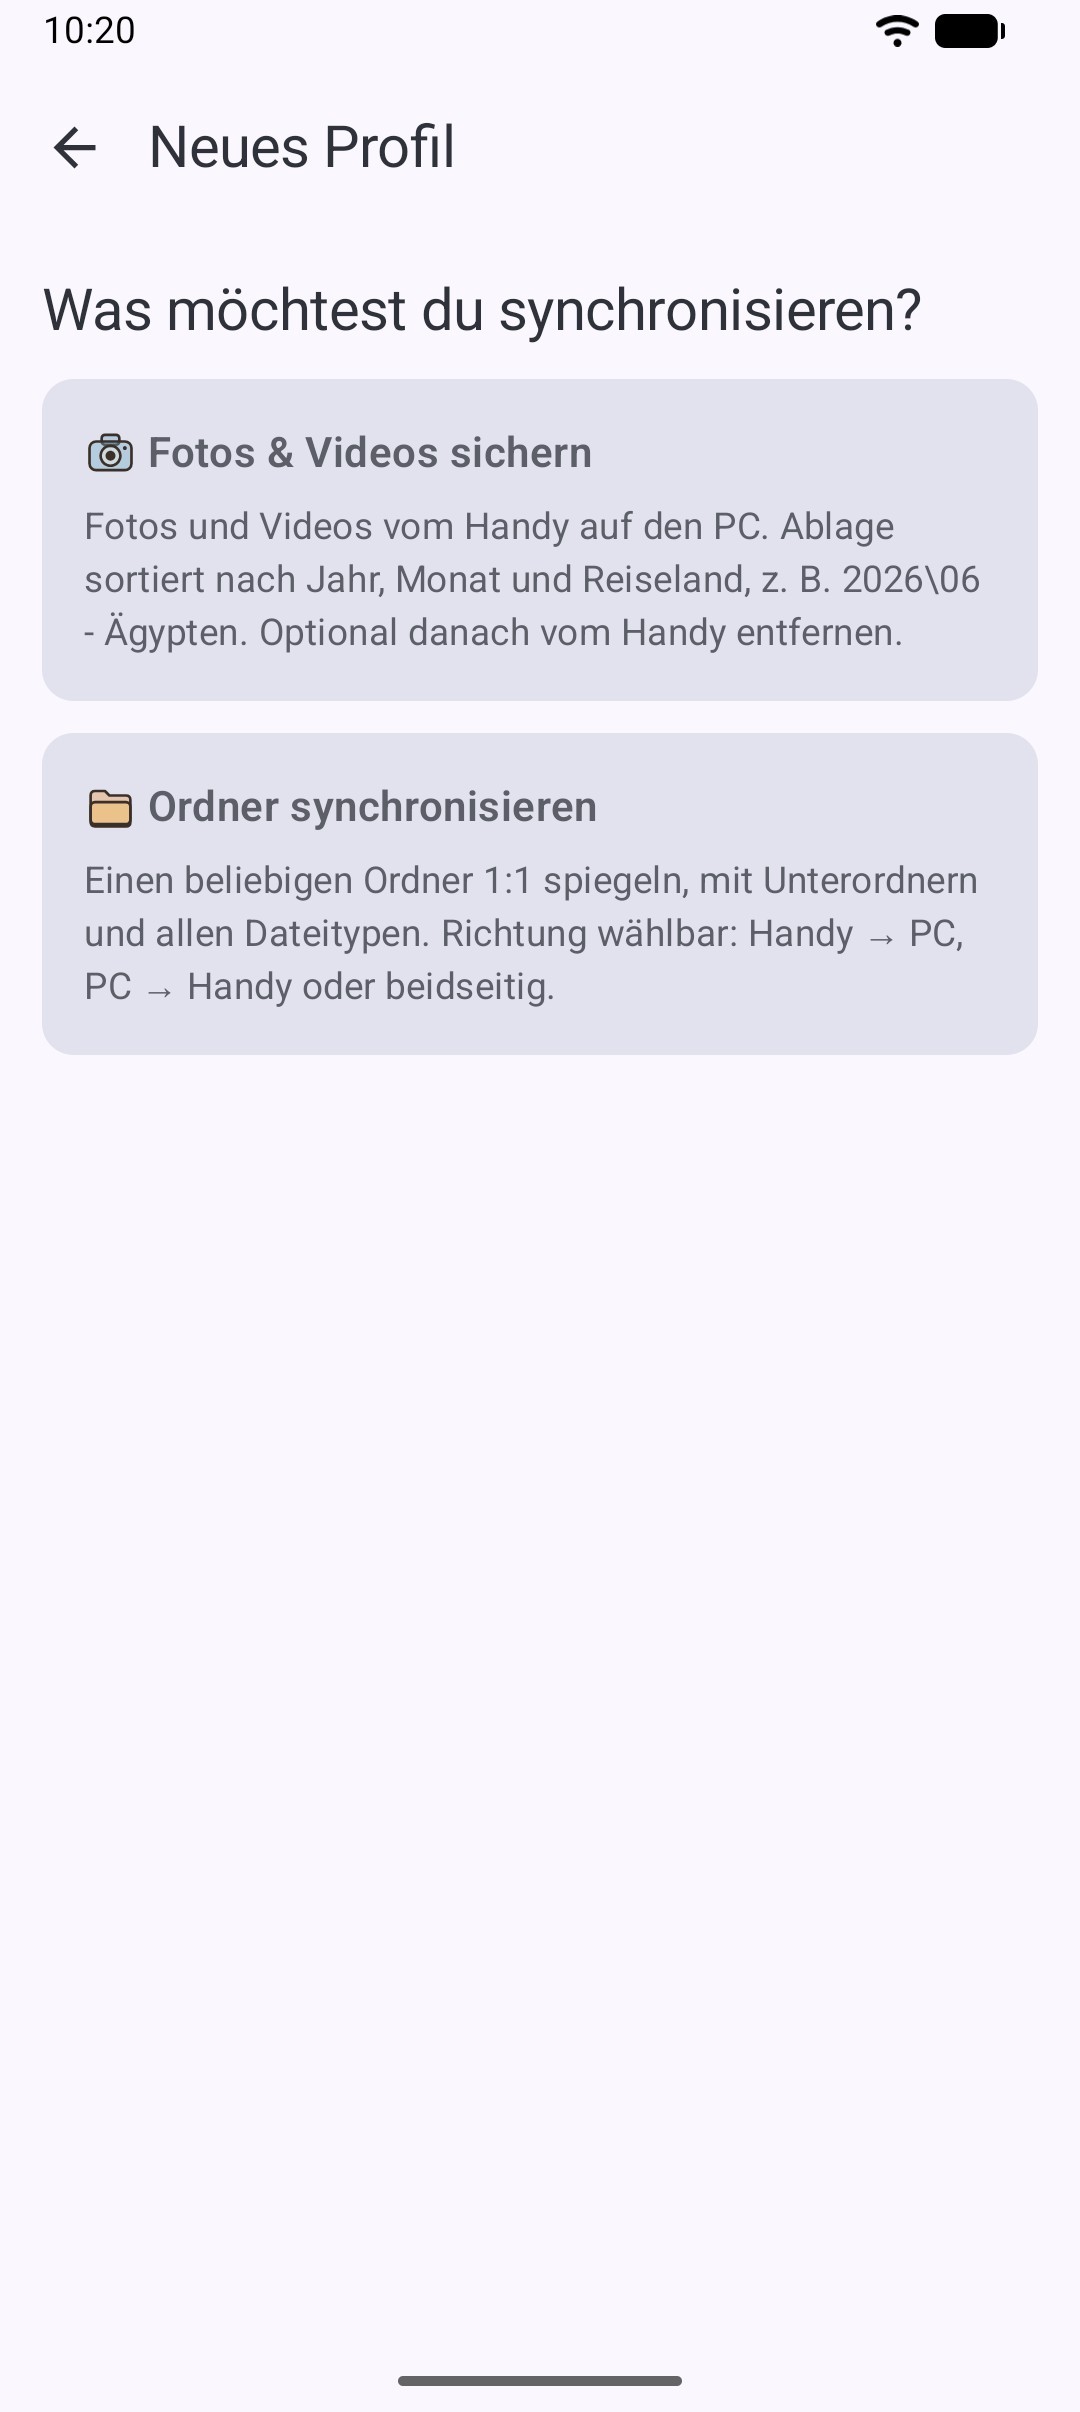 10:20
Neues Profil
Was möchtest du synchronisieren?
Fotos & Videos sichern
Fotos und Videos vom Handy auf den PC. Ablage
sortiert nach Jahr, Monat und Reiseland, z. B. 2026\06
- Ägypten. Optional danach vom Handy entfernen.
Ordner synchronisieren
Einen beliebigen Ordner 1:1 spiegeln, mit Unterordnern
und allen Dateitypen. Richtung wählbar: Handy → PC,
PC → Handy oder beidseitig.